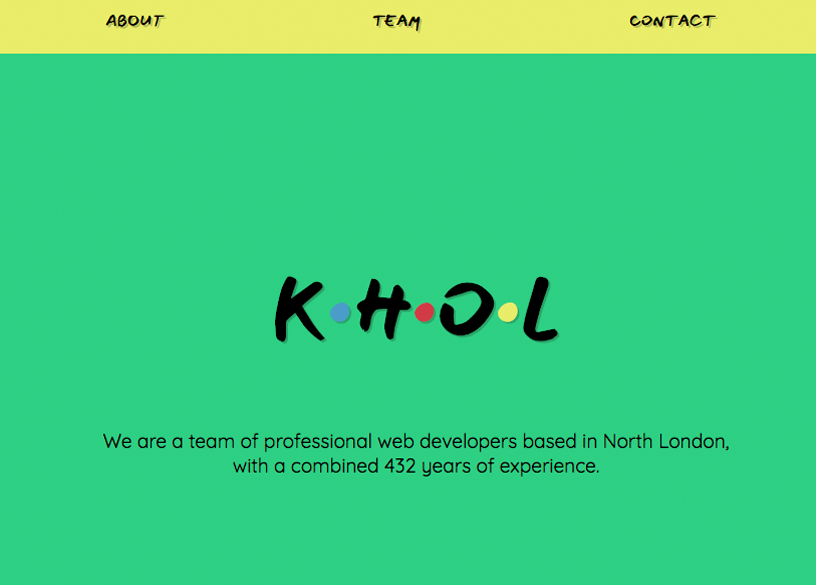 ABOUT TEAM CONTACT
K•H•O•L
We are a team of professional web developers based in North London,
with a combined 432 years of experience.